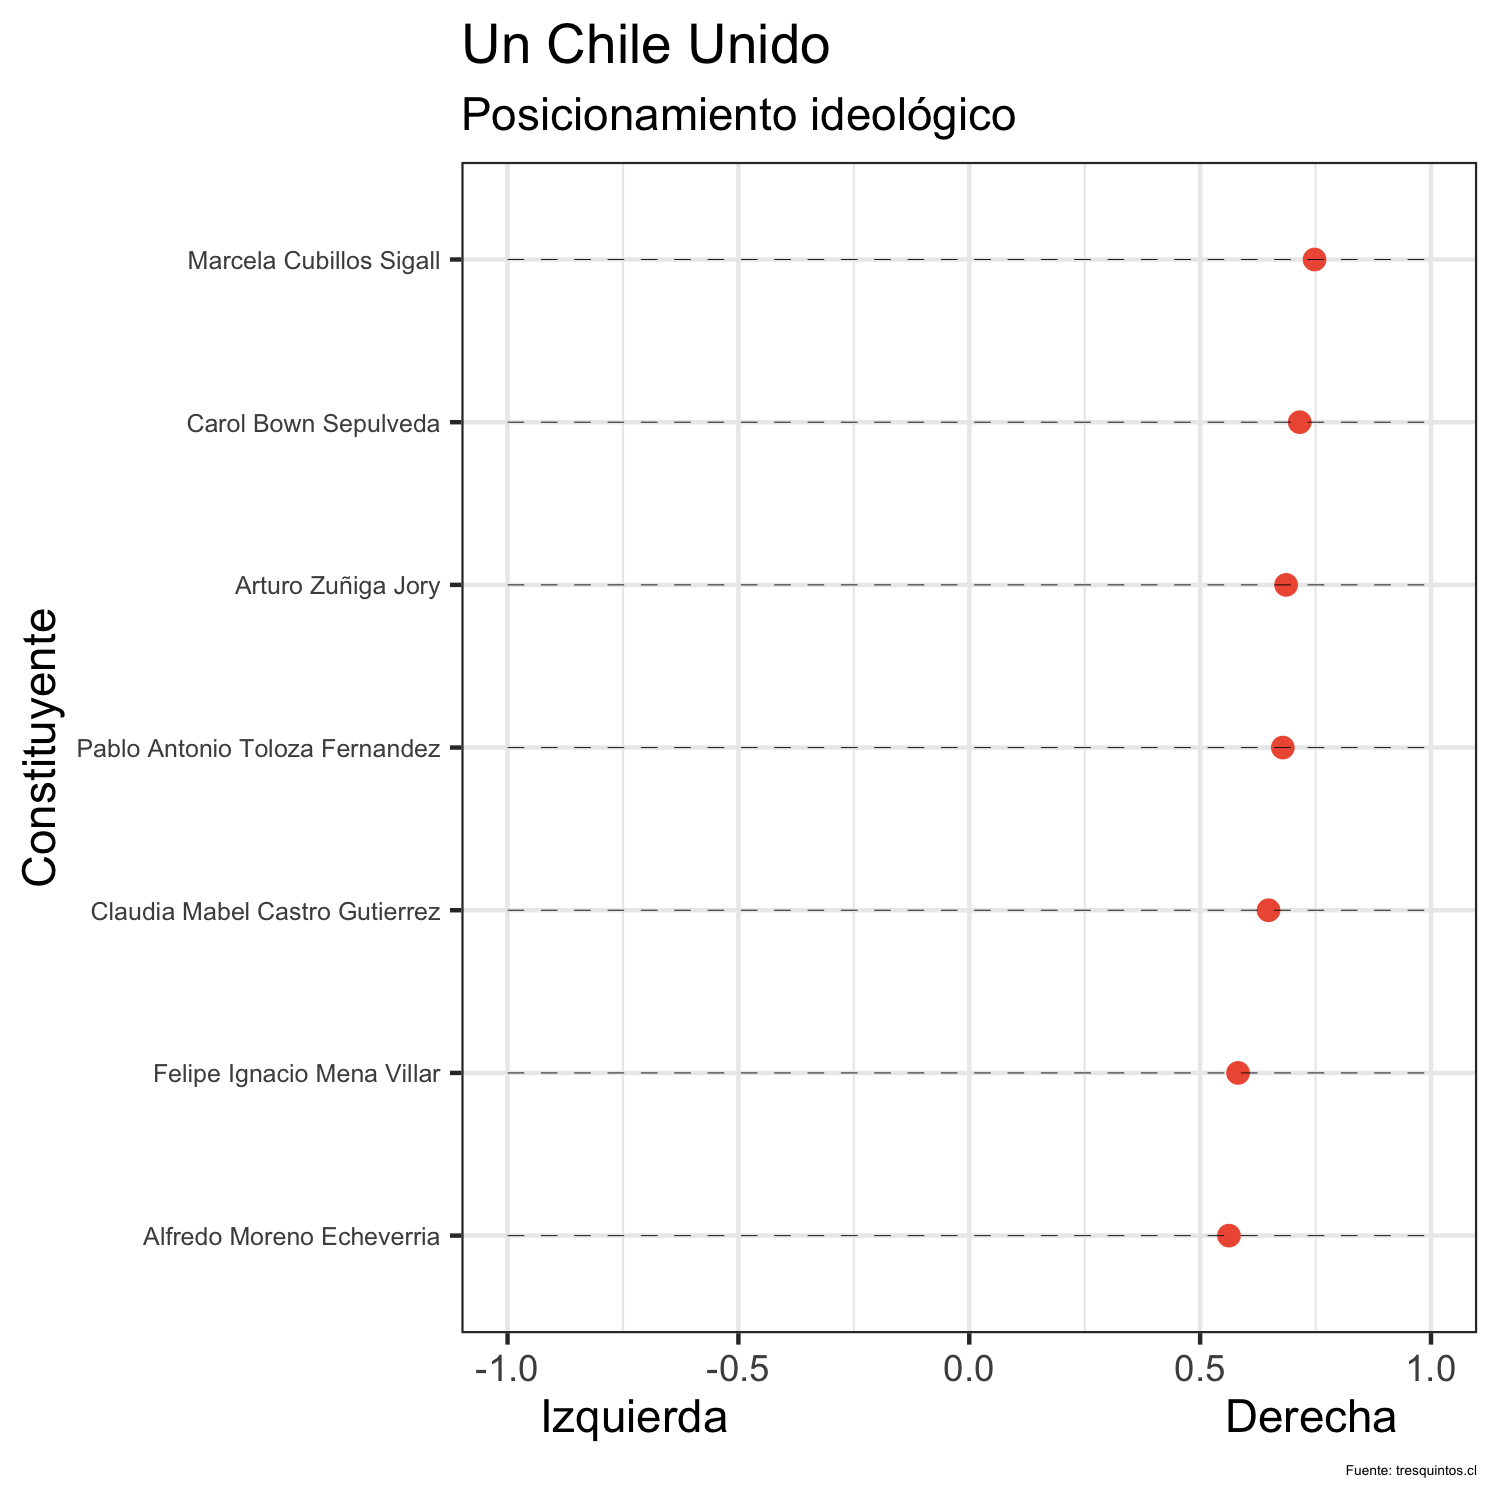 Un Chile Unido
Posicionamiento ideológico
Constituyente
Marcela Cubillos Sigall
Carol Bown Sepulveda
Arturo Zuñiga Jory
Pablo Antonio Toloza Fernandez
Claudia Mabel Castro Gutierrez
Felipe Ignacio Mena Villar
Alfredo Moreno Echeverria
-1.0 -0.5 0.0 0.5 1.0
Izquierda Derecha
Fuente: tresquintos.cl